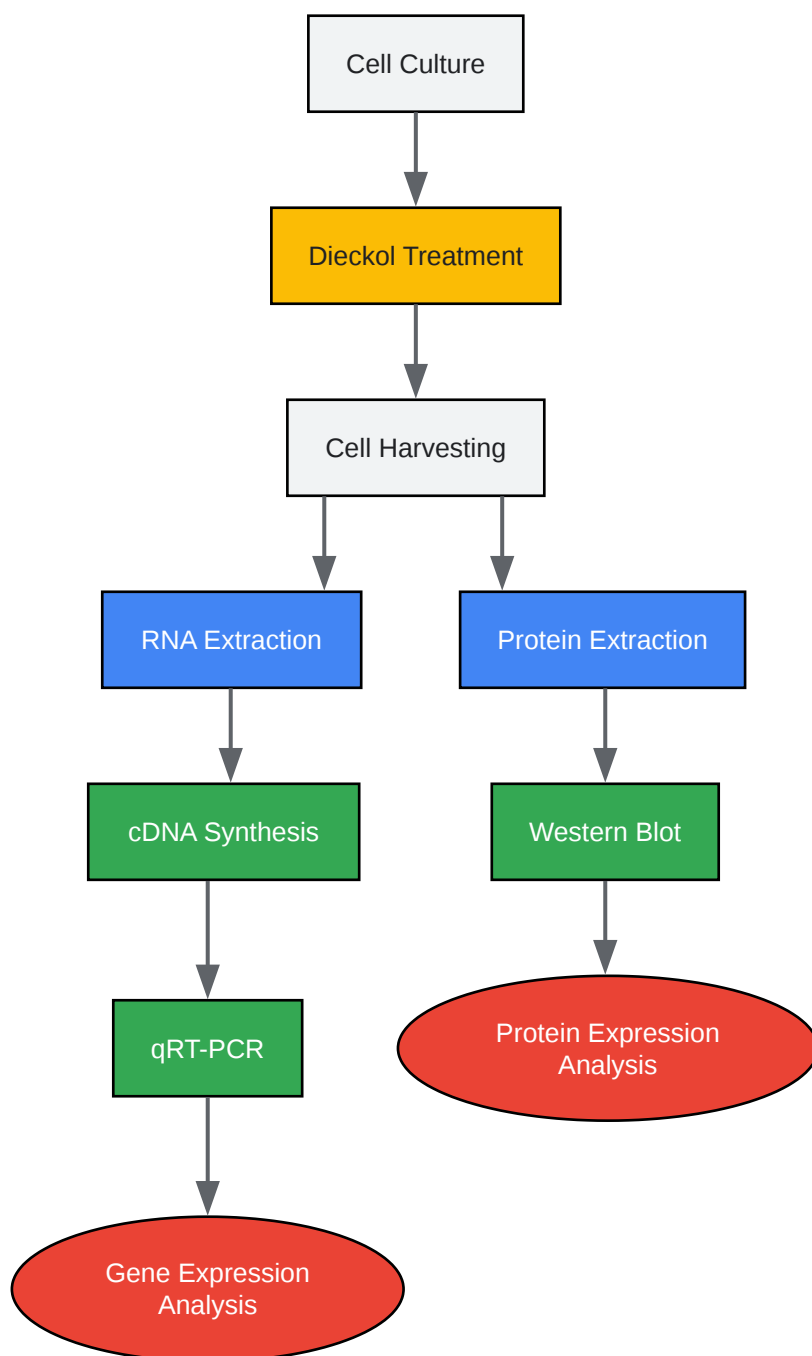 Cell Culture
Dieckol Treatment
Cell Harvesting
RNA Extraction
Protein Extraction
cDNA Synthesis
Western Blot
qRT-PCR
Protein Expression
Analysis
Gene Expression
Analysis